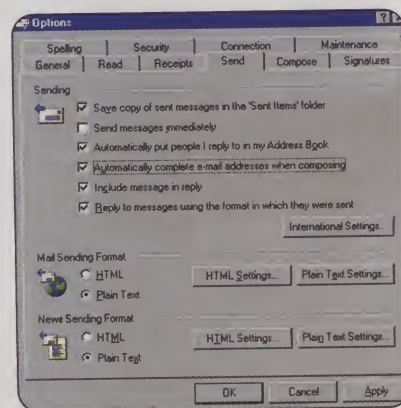 Options
Spelling Security Connection Maintenance
General Read Receipts Send Compose Signatures
Sending
Save copy of sent messages in the 'Sent Items' folder
Send messages immediately
Automatically put people I reply to in my Address Book
Automatically complete e-mail addresses when composing
Include message in reply
Reply to messages using the format in which they were sent
International Settings...
Mail Sending Format
HTML HTML Settings... Plain Text Settings...
Plain Text
News Sending Format
HTML HTML Settings... Plain Text Settings...
Plain Text
OK Cancel Apply